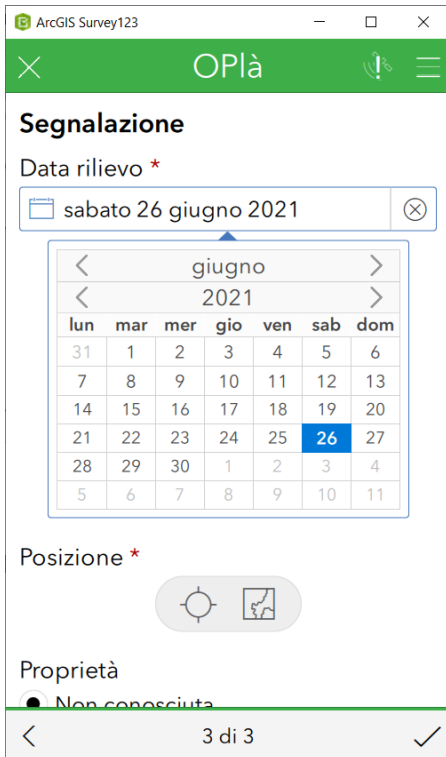 ArcGIS Survey123
OPlà
Segnalazione
Data rilievo *
sabato 26 giugno 2021
giugno
2021
lun mar mer gio ven sab dom
31 1 2 3 4 5 6
7 8 9 10 11 12 13
14 15 16 17 18 19 20
21 22 23 24 25 26 27
28 29 30 1 2 3 4
5 6 7 8 9 10 11
Posizione *
Proprietà
Non conosciuta
3 di 3